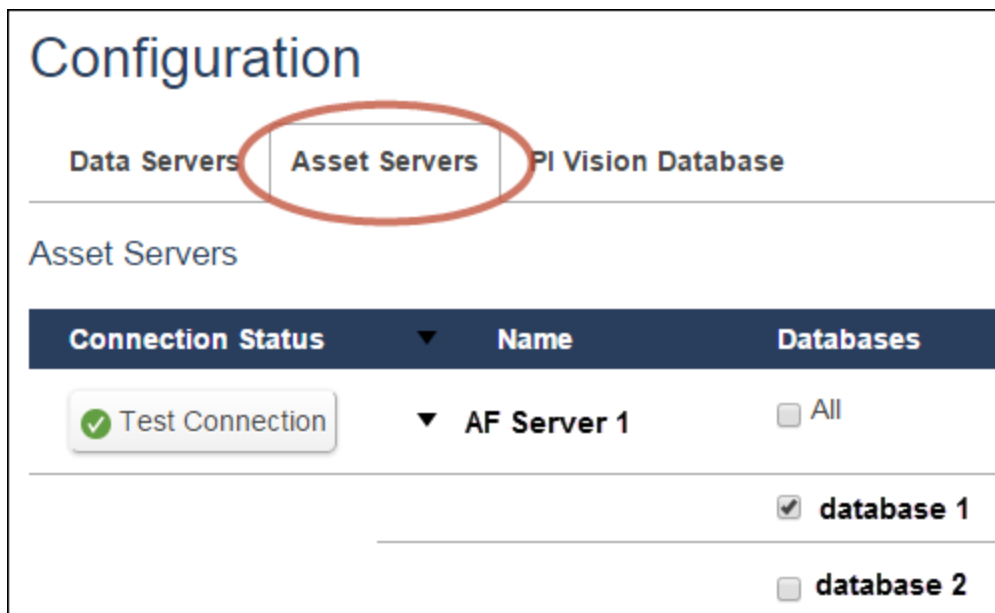 Configuration
Data Servers Asset Servers PI Vision Database
Asset Servers
Connection Status Name Databases
Test Connection AF Server 1 All
database 1
database 2